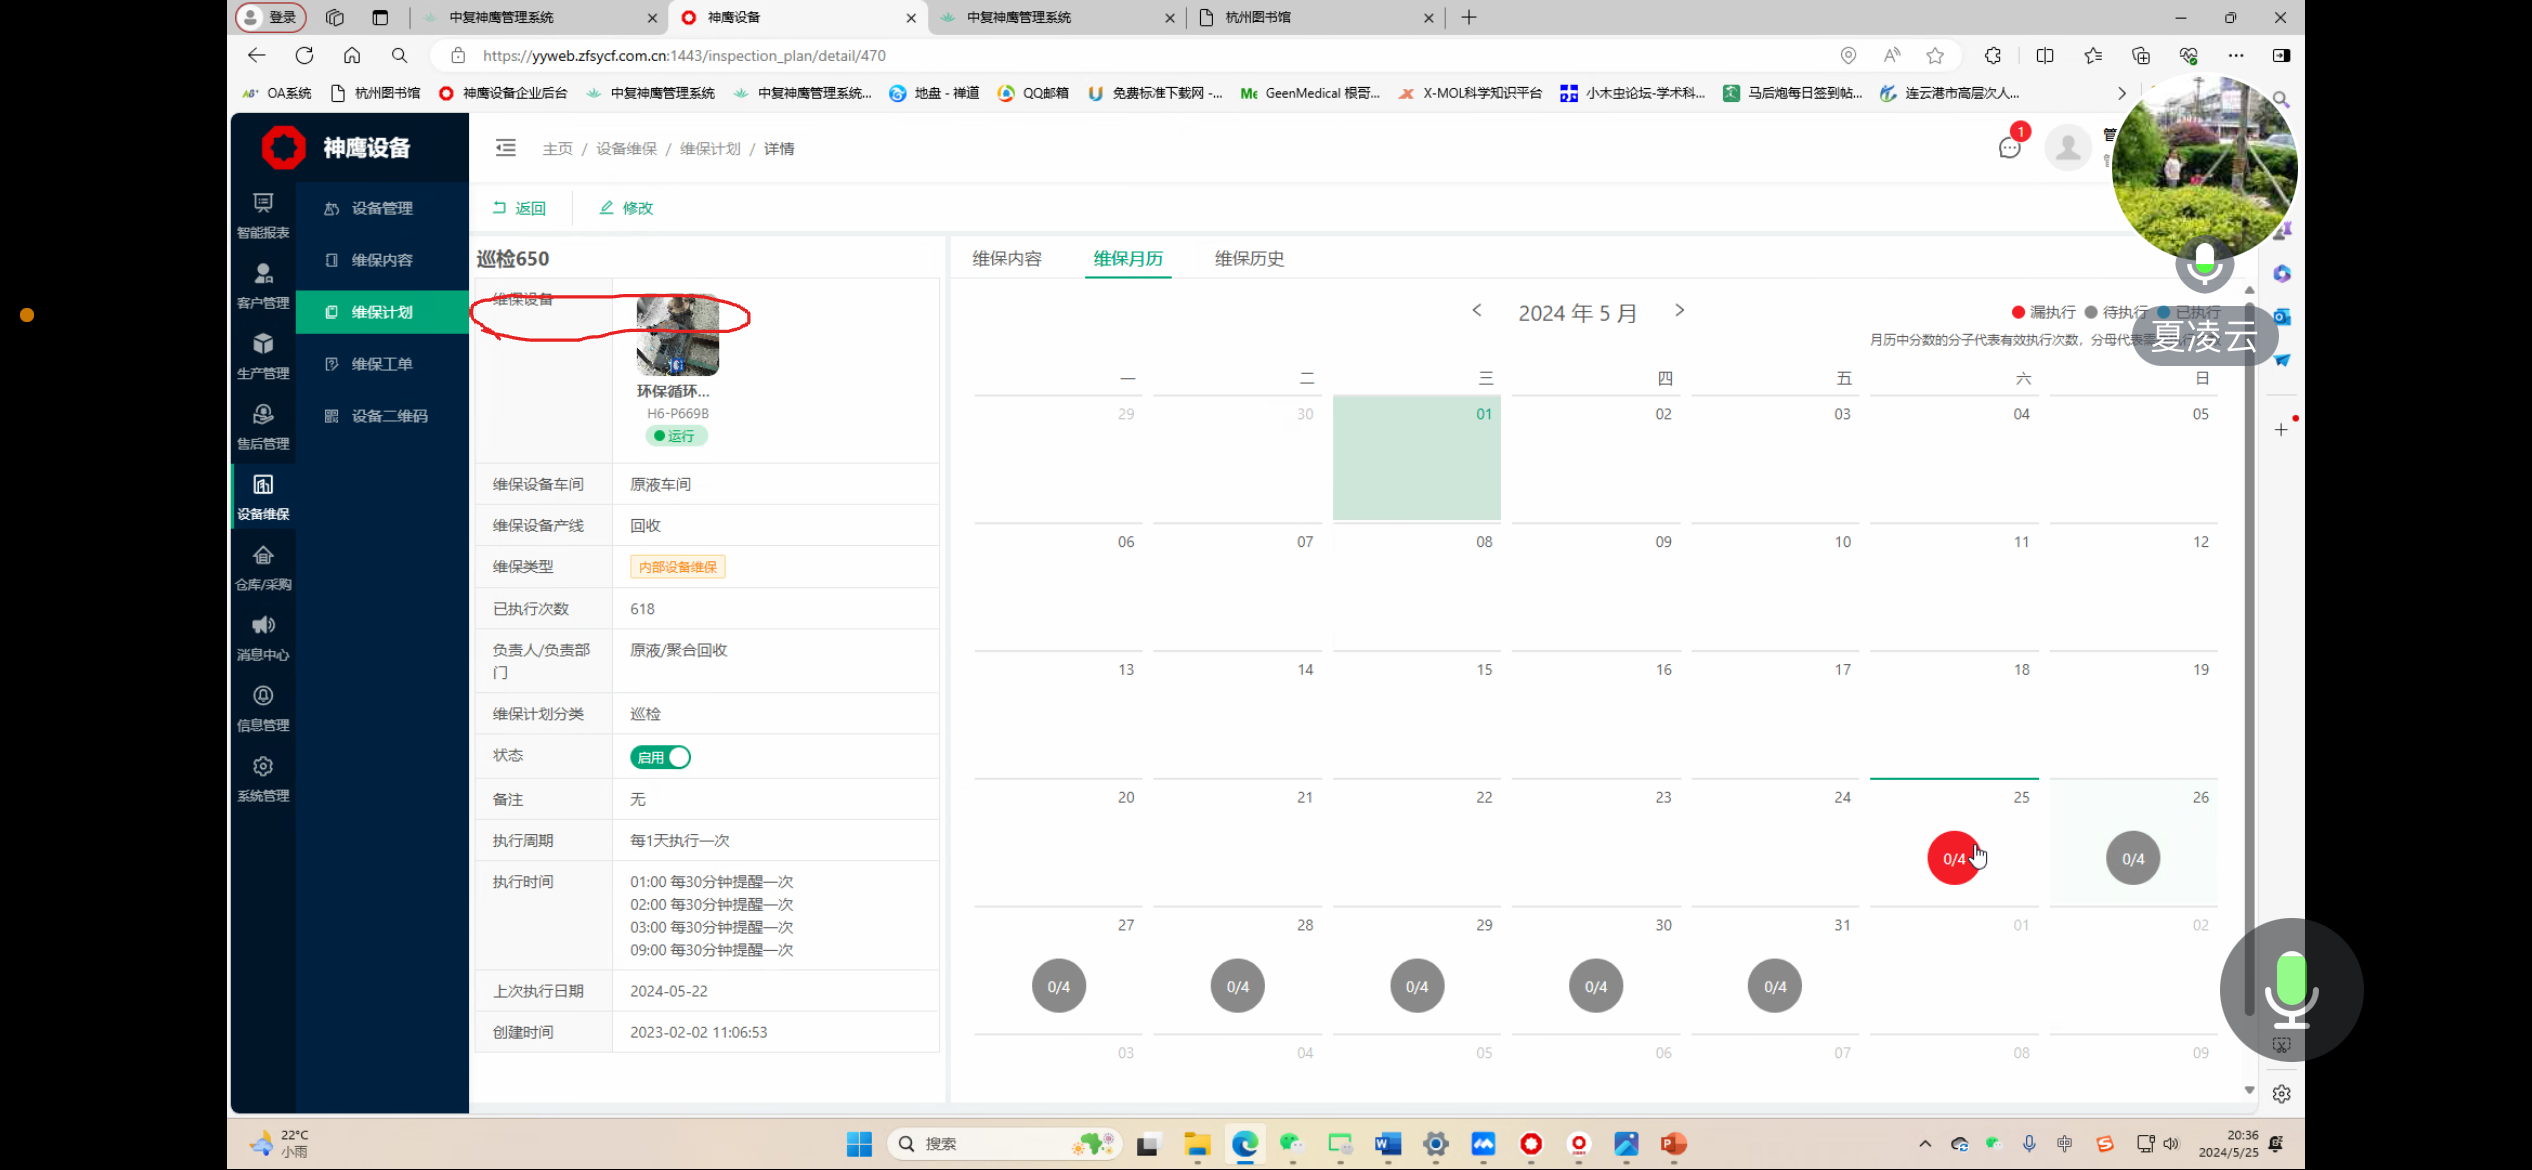 登录
中复神鹰管理系统
神鹰设备
中复神鹰管理系统
杭州图书馆
https://yyweb.zfsycf.com.cn:1443/inspection_plan/detail/470
OA系统
杭州图书馆
神鹰设备企业后台
中复神鹰管理系统
中复神鹰管理系统...
地盘 - 禅道
QQ邮箱
免费标准下载网 -...
GeenMedical 根哥...
X-MOL科学知识平台
小木虫论坛-学术科...
马后炮每日签到帖...
连云港市高层次人...
神鹰设备
主页 / 设备维保 / 维保计划 / 详情
1
管
智能报表
客户管理
生产管理
售后管理
设备维保
仓库/采购
消息中心
信息管理
系统管理
设备管理
维保内容
维保计划
维保工单
设备二维码
返回
修改
巡检650
维保设备
环保循环...
H6-P669B
运行
维保设备车间 原液车间
维保设备产线 回收
维保类型 内部设备维保
已执行次数 618
负责人/负责部门 原液/聚合回收
维保计划分类 巡检
状态 启用
备注 无
执行周期 每1天执行一次
执行时间 01:00 每30分钟提醒一次
02:00 每30分钟提醒一次
03:00 每30分钟提醒一次
09:00 每30分钟提醒一次
上次执行日期 2024-05-22
创建时间 2023-02-02 11:06:53
维保内容 维保月历 维保历史
2024 年 5 月
漏执行 待执行 已执行
月历中分数的分子代表有效执行次数，分母代表
夏凌云
一 二 三 四 五 六 日
29 30 01 02 03 04 05
06 07 08 09 10 11 12
13 14 15 16 17 18 19
20 21 22 23 24 25 26
0/4 0/4
27 28 29 30 31 01 02
0/4 0/4 0/4 0/4 0/4
03 04 05 06 07 08 09
22°C
小雨
搜索
中
20:36
2024/5/25